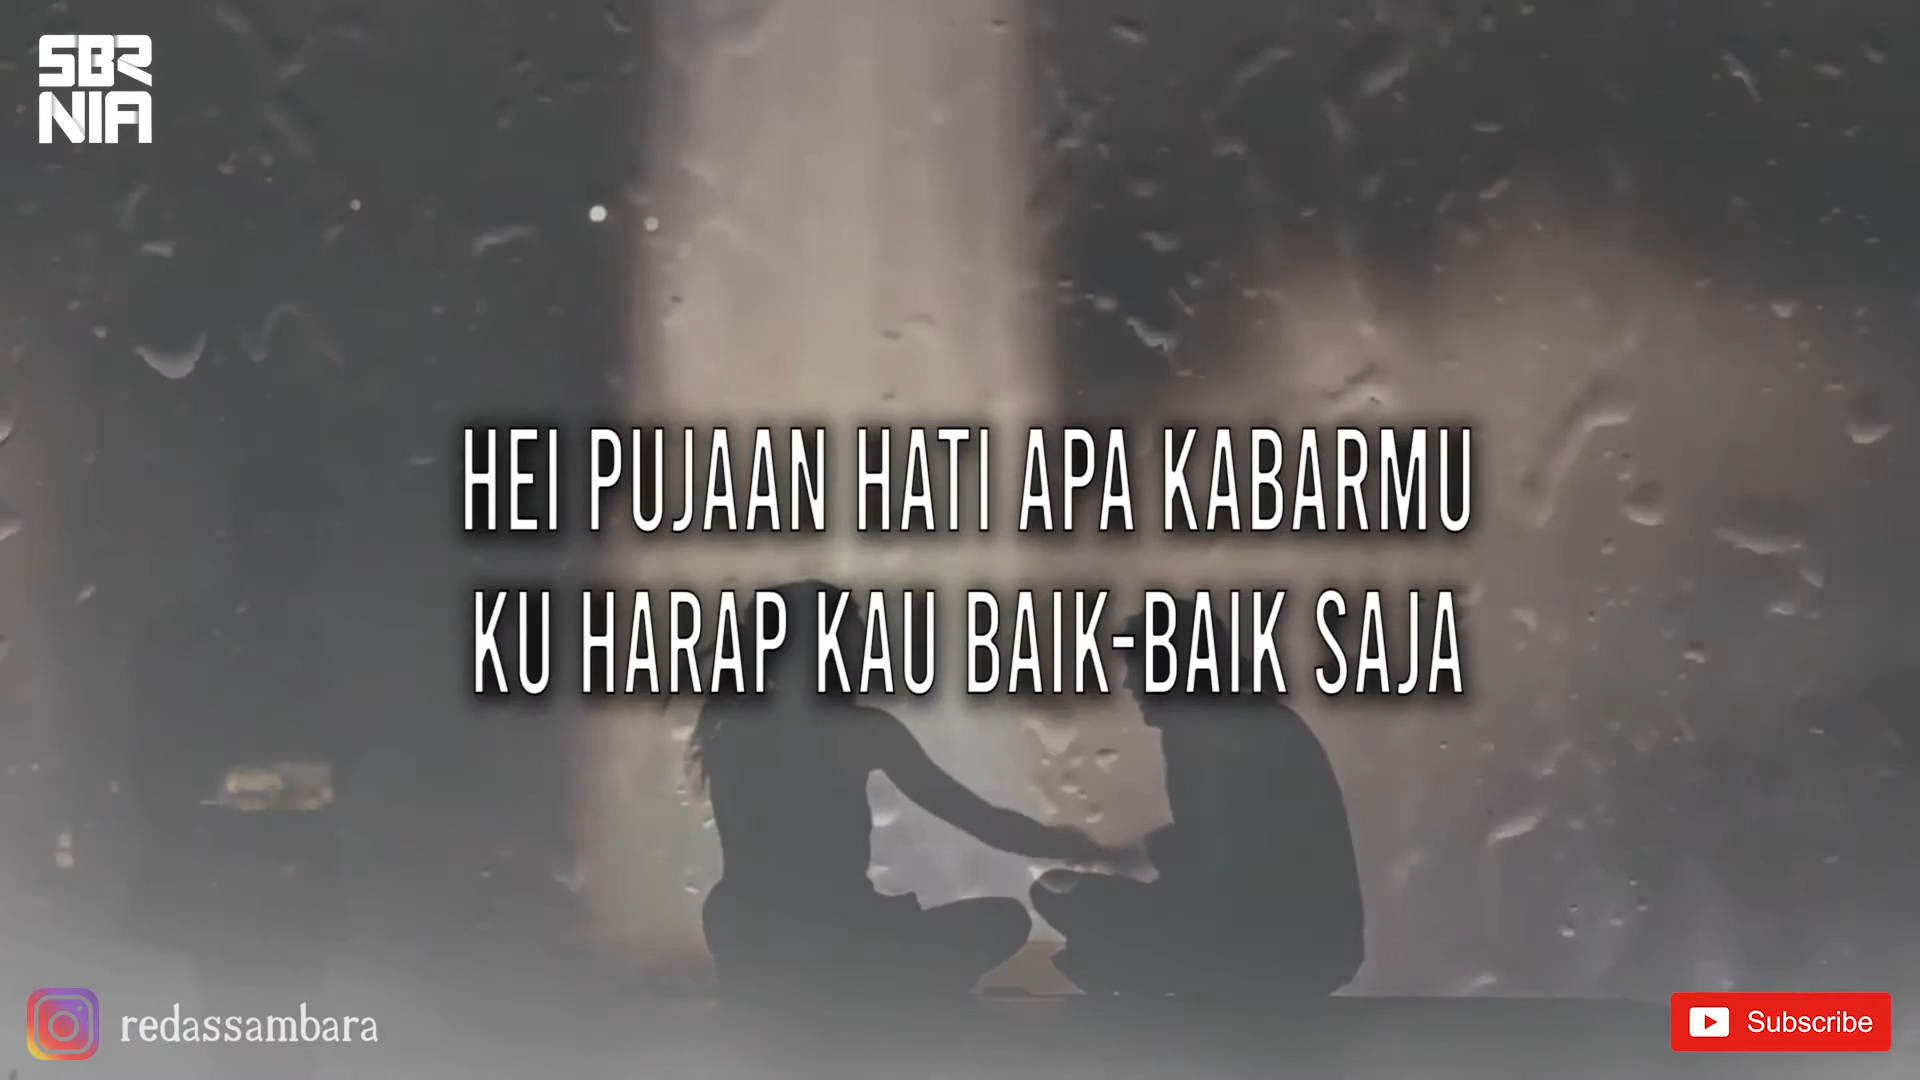 SBR
NIA
HEI PUJAAN HATI APA KABARMU
KU HARAP KAU BAIK-BAIK SAJA
redassambara
Subscribe